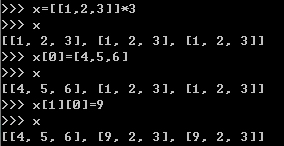 >>> x=[[1,2,3]]*3
>>> x
[[1, 2, 3], [1, 2, 3], [1, 2, 3]]
>>> x[0]=[4,5,6]
>>> x
[[4, 5, 6], [1, 2, 3], [1, 2, 3]]
>>> x[1][0]=9
>>> x
[[4, 5, 6], [9, 2, 3], [9, 2, 3]]